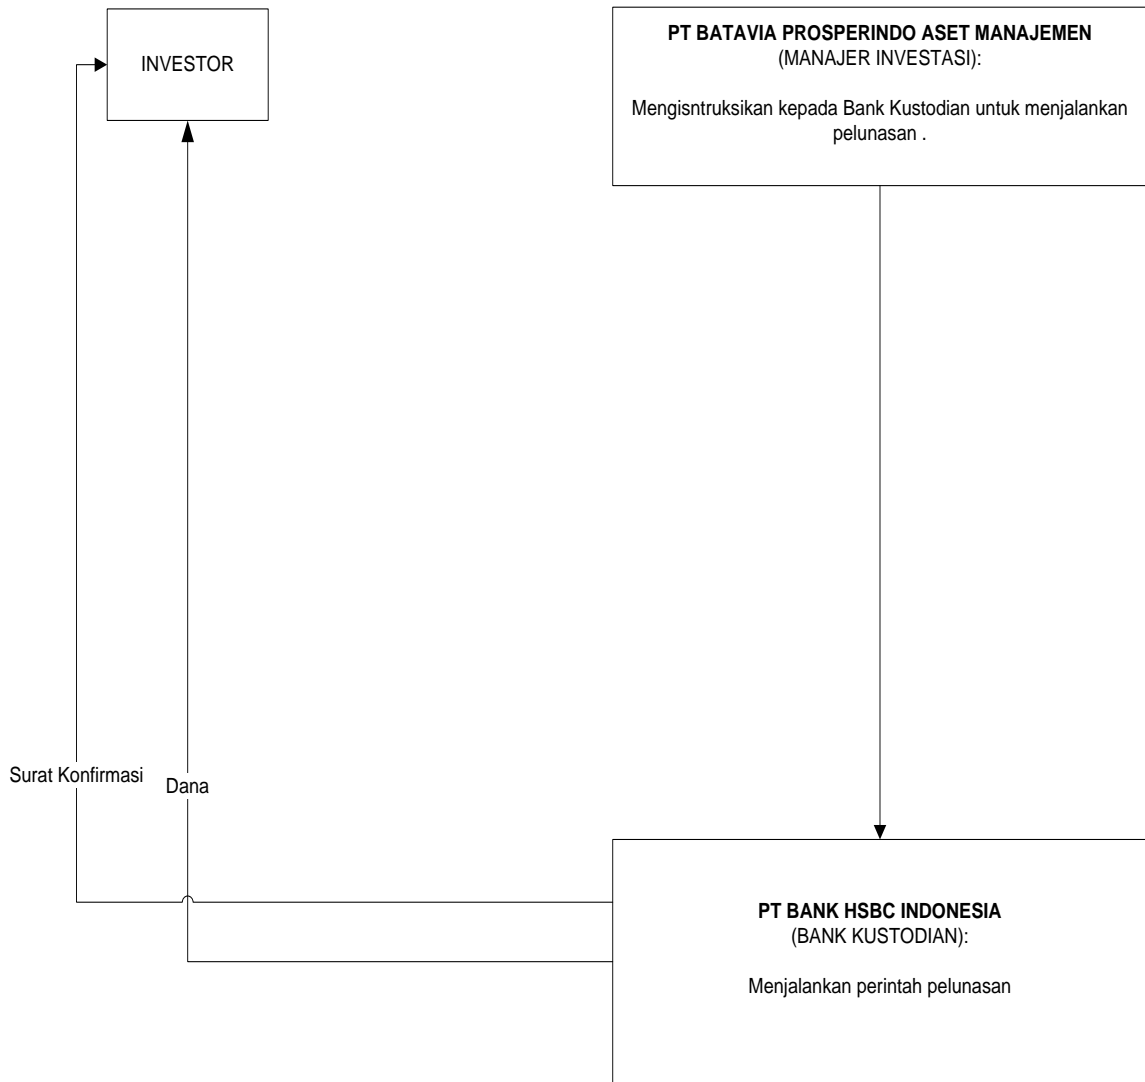 INVESTOR
PT BATAVIA PROSPERINDO ASET MANAJEMEN
(MANAJER INVESTASI):
Mengisntruksikan kepada Bank Kustodian untuk menjalankan
pelunasan .
Surat Konfirmasi
Dana
PT BANK HSBC INDONESIA
(BANK KUSTODIAN):
Menjalankan perintah pelunasan